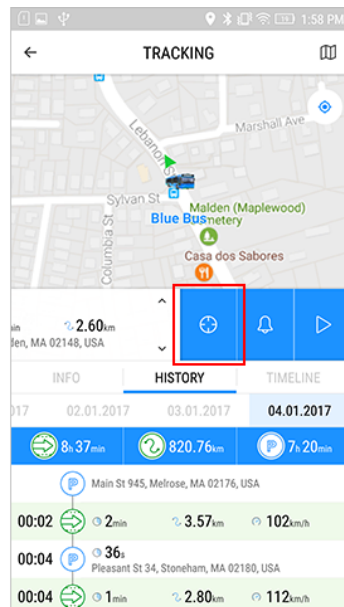 1:58 PM
TRACKING
Marshall Ave
Lebanon St
Sylvan St
Malden (Maplewood)
Blue Bus
metery
Columbia St
Casa dos
Sabores
2.60km
den, MA 02148, USA
INFO HISTORY TIMELINE
017 02.01.2017 03.01.2017 04.01.2017
8h 37min 820.76km P 7h 20min
P Main St 945, Melrose, MA 02176, USA
00:02 2min 3.57km 102km/h
00:04 P 36s
Pleasant St 34, Stoneham, MA 02180, USA
00:04 1min 2.80km 112km/h